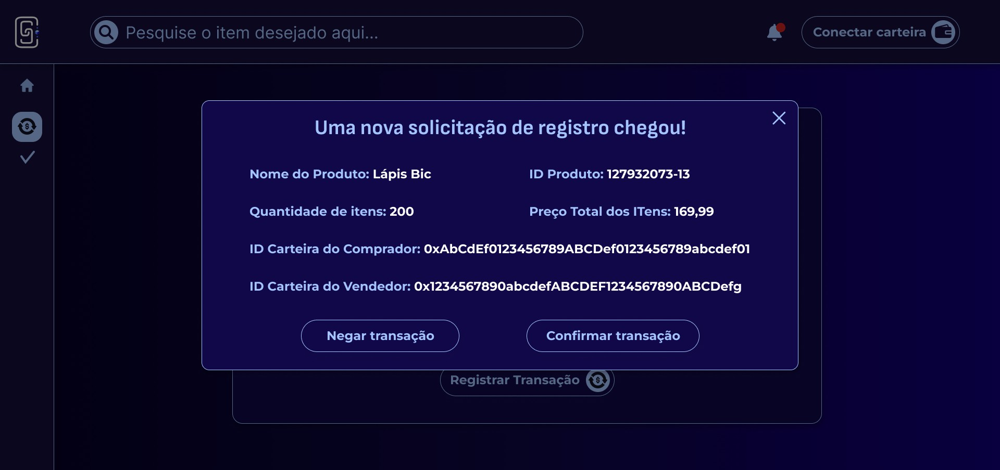 Pesquise o item desejado aqui...
Conectar carteira
Uma nova solicitação de registro chegou!
Nome do Produto: Lápis Bic
ID Produto: 127932073-13
Quantidade de itens: 200
Preço Total dos ITens: 169,99
ID Carteira do Comprador: 0xAbCdEf0123456789ABCDef0123456789abcdef01
ID Carteira do Vendedor: 0x1234567890abcdefABCDEF1234567890ABCDefg
Negar transação
Confirmar transação
Registrar Transação